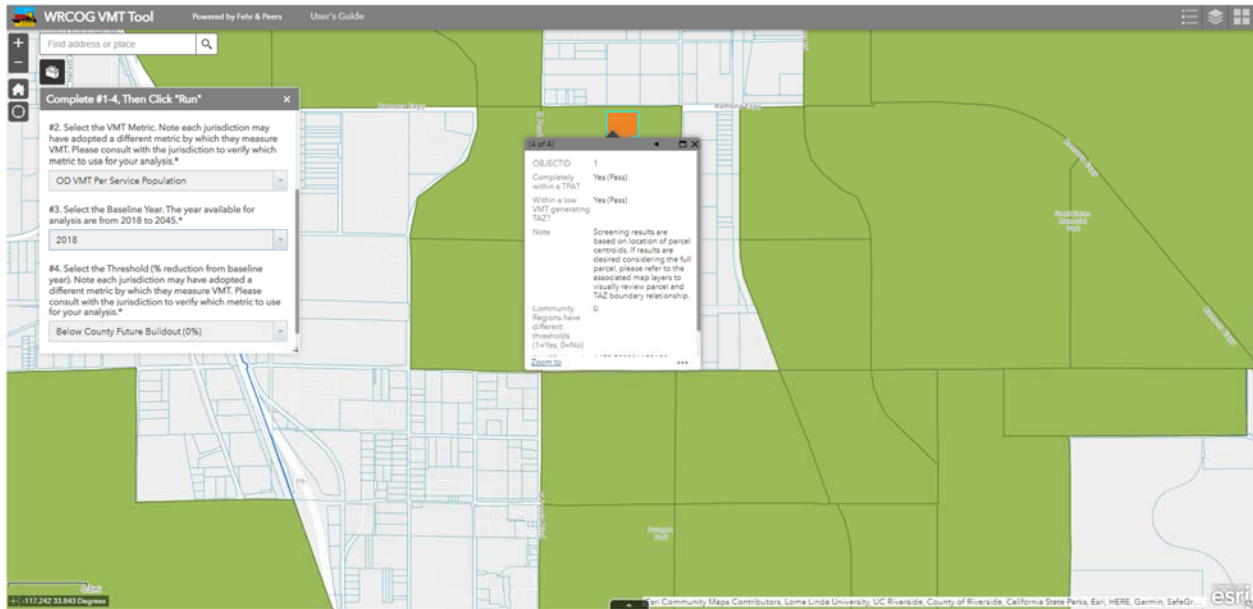 WRCOG VMT Tool
Powered by Fehr & Peers
User's Guide
Find address or place
Complete #1-4, Then Click "Run"
#2. Select the VMT Metric. Note each jurisdiction may
have adopted a different metric by which they measure
VMT. Please consult with the jurisdiction to verify which
metric to use for your analysis.*
OD VMT Per Service Population
#3. Select the Baseline Year. The year available for
analysis are from 2018 to 2045.*
2018
#4. Select the Threshold (% reduction from baseline
year). Note each jurisdiction may have adopted a
different metric by which they measure VMT. Please
consult with the jurisdiction to verify which metric to use
for your analysis.*
Below County Future Buildout (0%)
Ramona Expy
Ramona Expy
(4 of 4)
OBJECTID 1
Completely Yes (Pass)
within a TPA?
Within a low Yes (Pass)
VMT generating
TAZ?
Note Screening results are
based on location of parcel
centroids. If results are
desired considering the full
parcel, please refer to the
associated map layers to
visually review parcel and
TAZ boundary relationship.
Community 0
Regions have
different
thresholds
(1=Yes, 0=No)
Zoom to
215
-117.242 33.843 Degrees
Esri Community Maps Contributors, Loma Linda University, UC Riverside, County of Riverside, California State Parks, Esri, HERE, Garmin, SafeGr...
esri